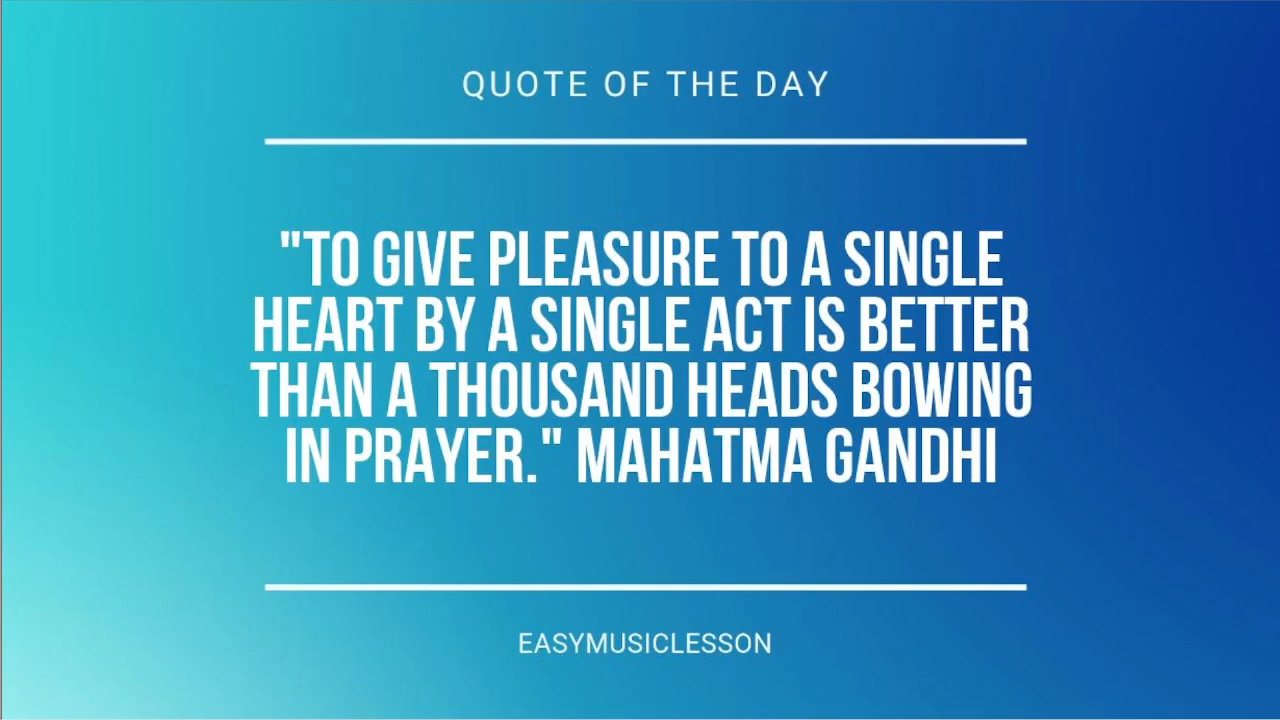 QUOTE OF THE DAY
"TO GIVE PLEASURE TO A SINGLE
HEART BY A SINGLE ACT IS BETTER
THAN A THOUSAND HEADS BOWING
IN PRAYER." MAHATMA GANDHI
EASYMUSICLESSON